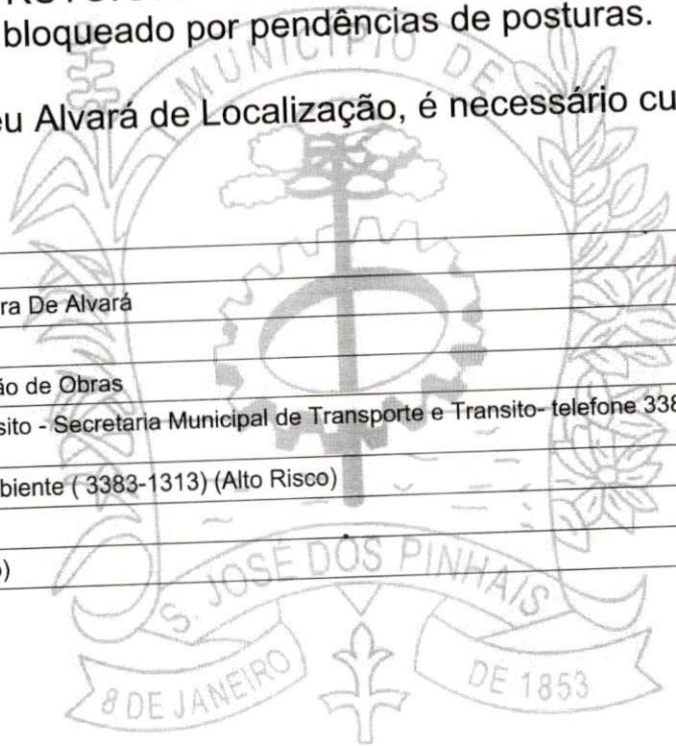 bloqueado por pendências de posturas.
MUNICÍPIO DE
eu Alvará de Localização, é necessário cu
ra De Alvará
ão de Obras
sito - Secretaria Municipal de Transporte e Transito- telefone 338
biente ( 3383-1313) (Alto Risco)
o)
S. JOSÉ DOS PINHAIS
8 DE JANEIRO
DE 1853